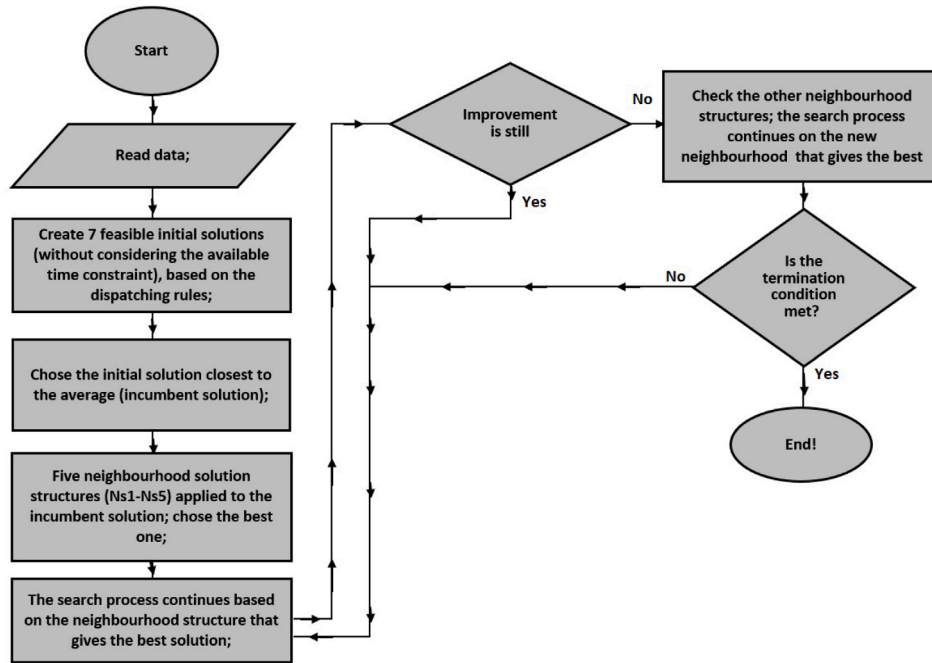 Start
Read data;
Create 7 feasible initial solutions
(without considering the available
time constraint), based on the
dispatching rules;
Chose the initial solution closest to
the average (incumbent solution);
Five neighbourhood solution
structures (Ns1-Ns5) applied to the
incumbent solution; chose the best
one;
The search process continues based
on the neighbourhood structure that
gives the best solution;
Improvement
is still
No
Yes
Check the other neighbourhood
structures; the search process
continues on the new
neighbourhood that gives the best
Is the
termination
condition
met?
No
Yes
End!